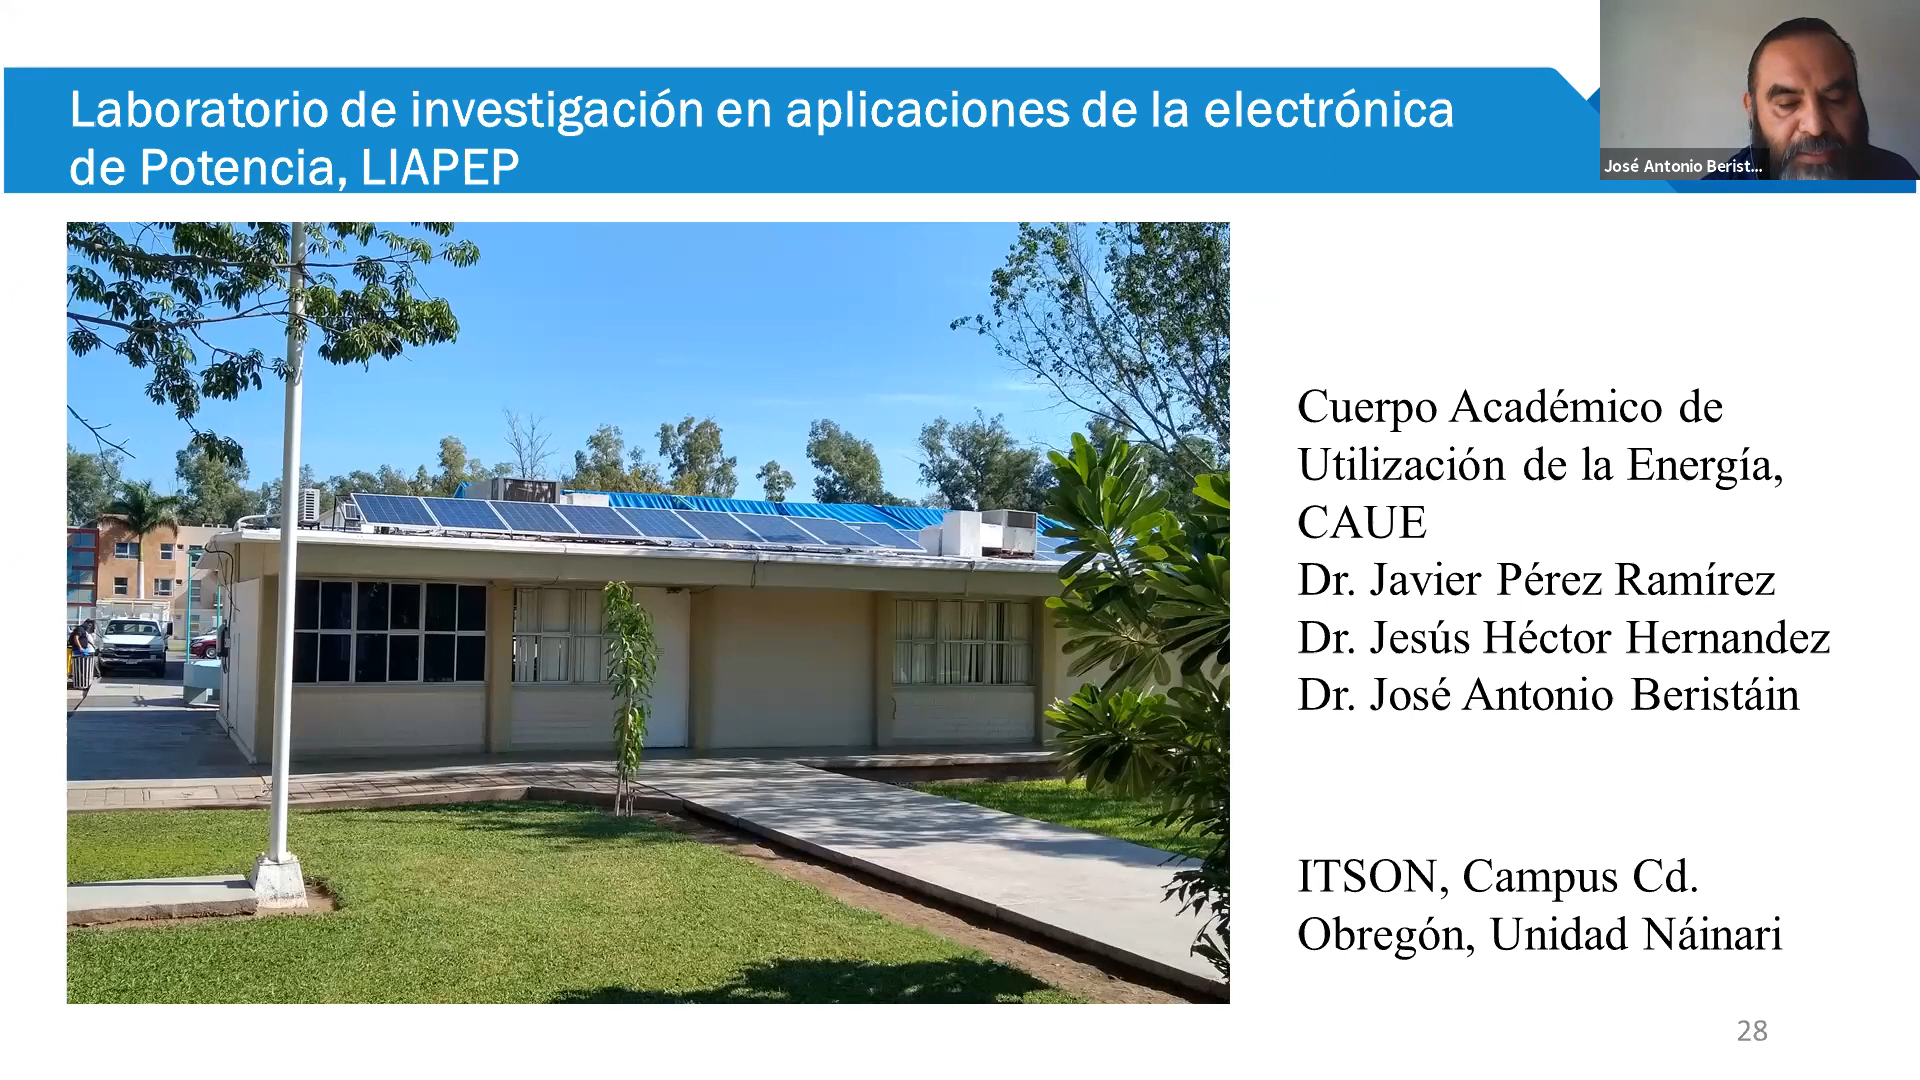 Laboratorio de investigación en aplicaciones de la electrónica
de Potencia, LIAPEP
José Antonio Berist...
Cuerpo Académico de
Utilización de la Energía,
CAUE
Dr. Javier Pérez Ramírez
Dr. Jesús Héctor Hernandez
Dr. José Antonio Beristáin
ITSON, Campus Cd.
Obregón, Unidad Náinari
28